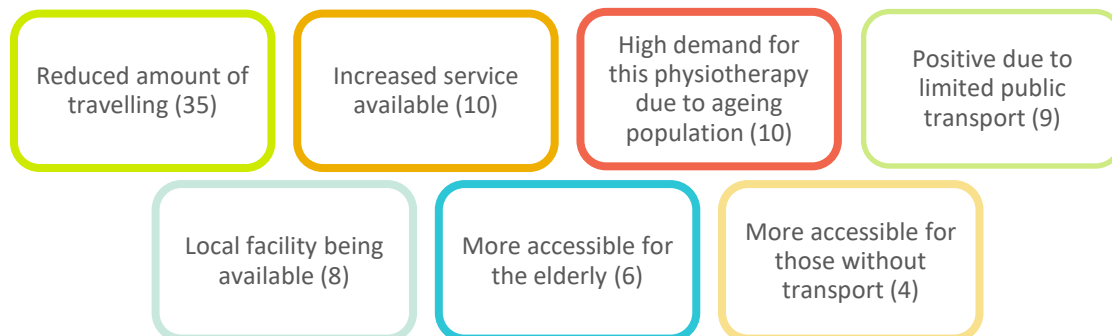 Reduced amount of
travelling (35)
Increased service
available (10)
High demand for
this physiotherapy
due to ageing
population (10)
Positive due to
limited public
transport (9)
Local facility being
available (8)
More accessible for
the elderly (6)
More accessible for
those without
transport (4)